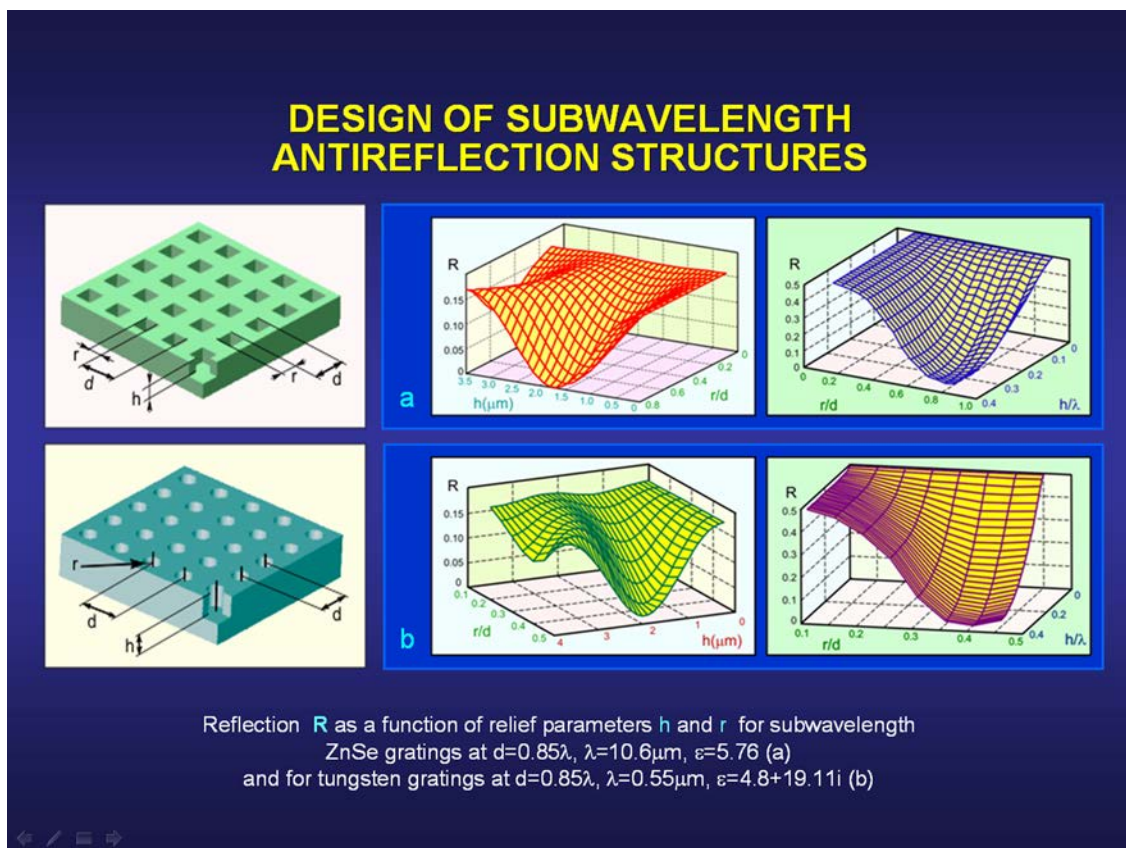 DESIGN OF SUBWAVELENGTH
ANTIREFLECTION STRUCTURES
r
d
h
r
d
a
R
0.15
0.10
0.05
0
3.5
3.0
2.5
2.0
1.5
1.0
0.5
0
h(μm)
0
0.2
0.4
0.6
0.8
r/d
R
0.5
0.4
0.3
0.2
0.1
0
0
0.2
0.4
0.6
0.8
1.0
r/d
0
0.1
0.2
0.3
0.4
h/λ
r
d
h
d
b
R
0.15
0.10
0.05
0
0.1
0.2
0.3
0.4
0.5
r/d
4
3
2
1
0
h(μm)
R
0.5
0.4
0.3
0.2
0.1
0
0.1
0.2
0.3
0.4
0.5
r/d
0
0.2
0.4
h/λ
Reflection R as a function of relief parameters h and r for subwavelength
ZnSe gratings at d=0.85λ, λ=10.6μm, ε=5.76 (a)
and for tungsten gratings at d=0.85λ, λ=0.55μm, ε=4.8+19.11i (b)